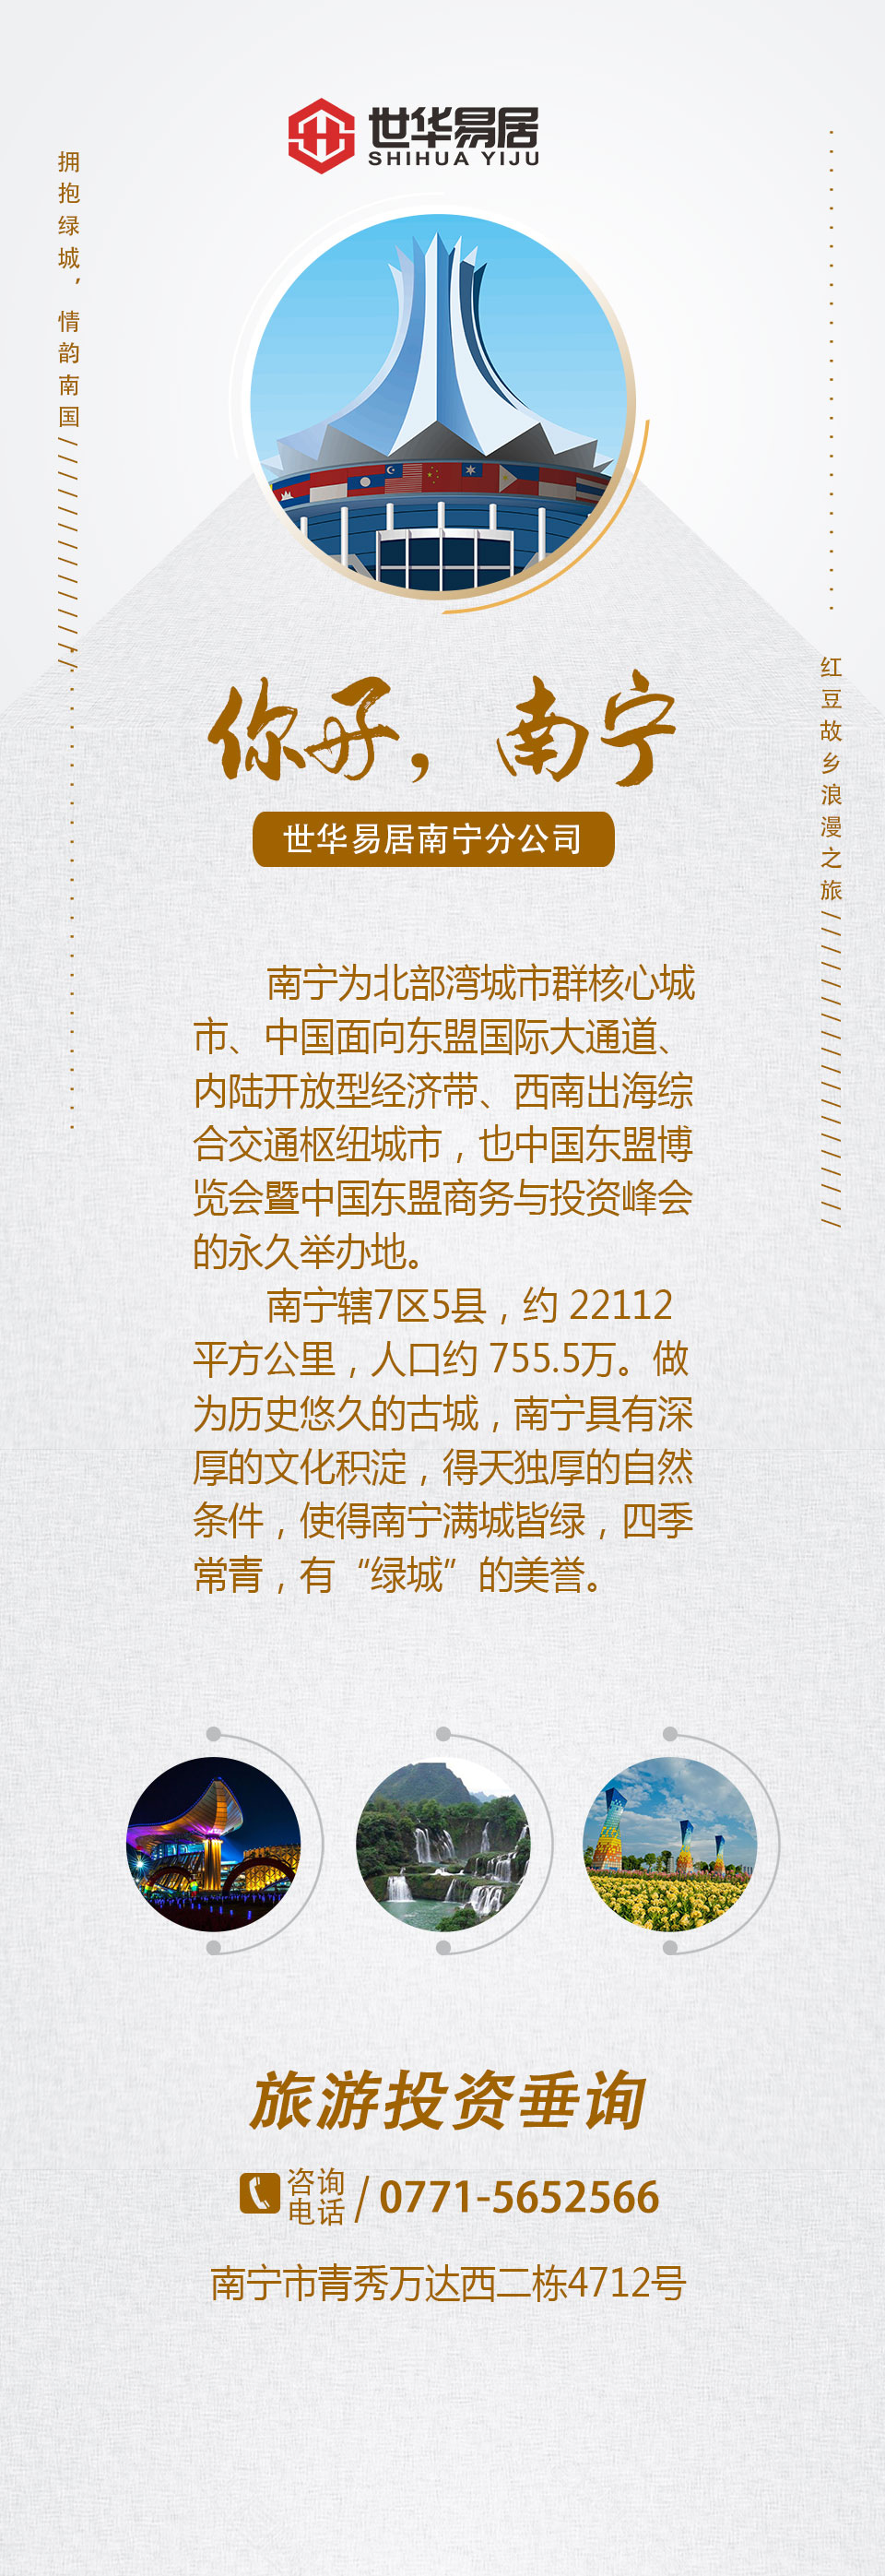 世华易居
SHIHUA YIJU
拥抱绿城，情韵南国
红豆故乡浪漫之旅
你好，南宁
世华易居南宁分公司
南宁为北部湾城市群核心城
市、中国面向东盟国际大通道、
内陆开放型经济带、西南出海综
合交通枢纽城市，也中国东盟博
览会暨中国东盟商务与投资峰会
的永久举办地。
南宁辖7区5县，约 22112
平方公里，人口约 755.5万。做
为历史悠久的古城，南宁具有深
厚的文化积淀，得天独厚的自然
条件，使得南宁满城皆绿，四季
常青，有“绿城”的美誉。
旅游投资垂询
咨询
电话 / 0771-5652566
南宁市青秀万达西二栋4712号